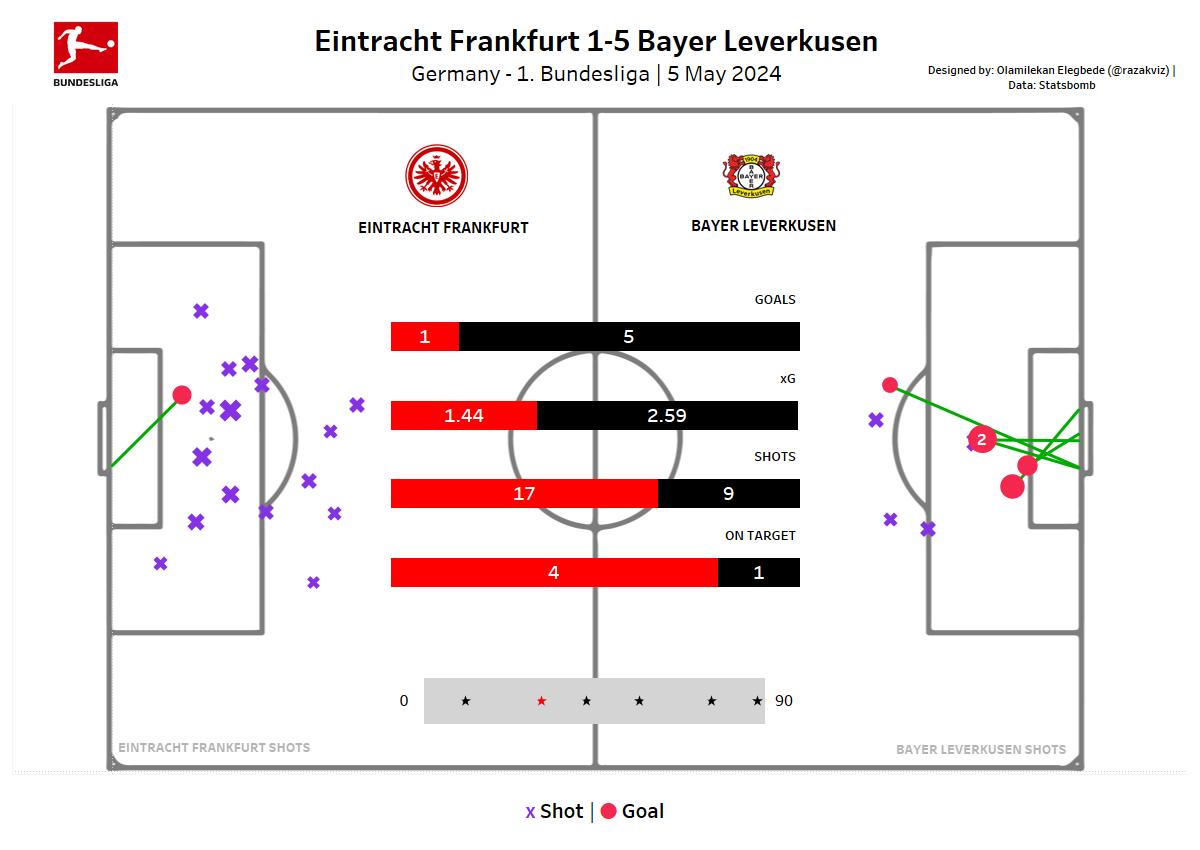 BUNDESLIGA
Eintracht Frankfurt 1-5 Bayer Leverkusen
Germany - 1. Bundesliga | 5 May 2024
Designed by: Olamilekan Elegbede (@razakviz) |
Data: Statsbomb
1904
BAYER
BAYER
Leverkusen
EINTRACHT FRANKFURT
BAYER LEVERKUSEN
GOALS
1 5
xG
1.44 2.59
SHOTS
17 9
ON TARGET
4 1
2
0 90
EINTRACHT FRANKFURT SHOTS
BAYER LEVERKUSEN SHOTS
x Shot | Goal